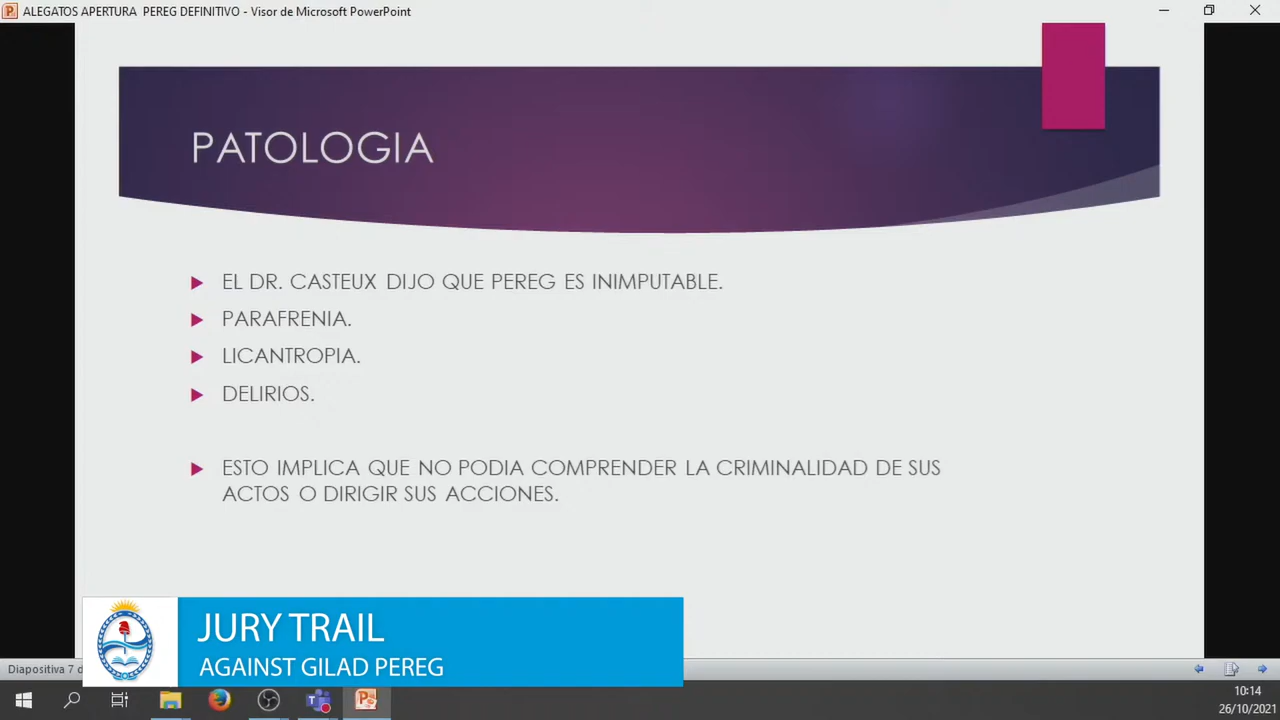 ALEGATOS APERTURA PEREG DEFINITIVO - Visor de Microsoft PowerPoint
PATOLOGIA
EL DR. CASTEUX DIJO QUE PEREG ES INIMPUTABLE.
PARAFRENIA.
LICANTROPIA.
DELIRIOS.
ESTO IMPLICA QUE NO PODIA COMPRENDER LA CRIMINALIDAD DE SUS
ACTOS O DIRIGIR SUS ACCIONES.
JURY TRAIL
AGAINST GILAD PEREG
Diapositiva 7 d
10:14
26/10/2021